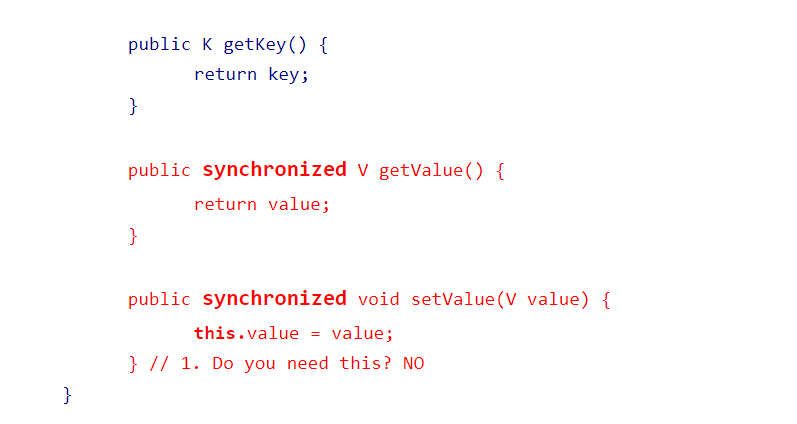 public K getKey() {
return key;
}
public synchronized V getValue() {
return value;
}
public synchronized void setValue(V value) {
this.value = value;
} // 1. Do you need this? NO
}